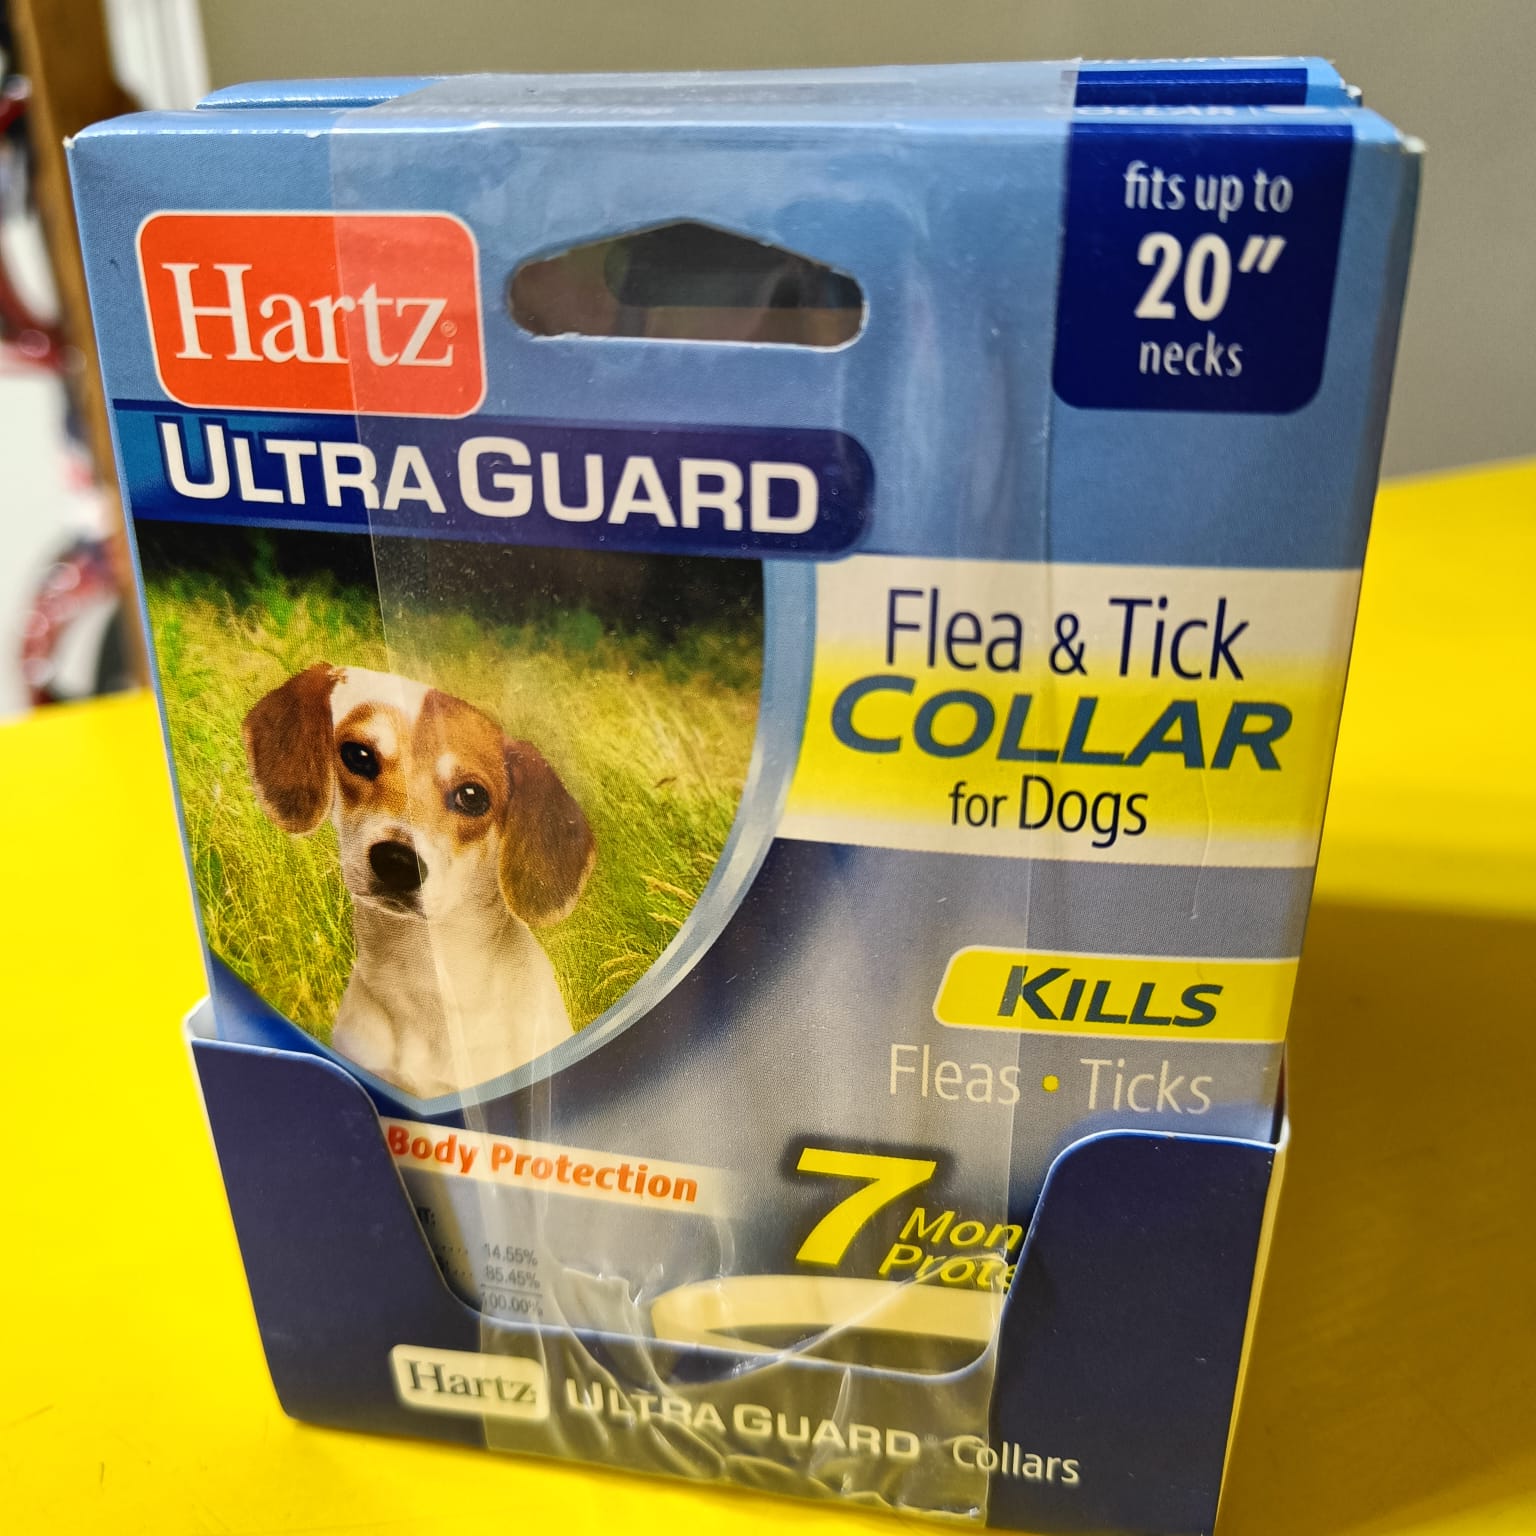 fits up to
20"
necks
Hartz®
ULTRA GUARD
Flea & Tick
COLLAR
for Dogs
KILLS
Fleas • Ticks
Body Protection
7
14.55%
85.45%
100.00%
Hartz
ULTRA GUARD® Collars